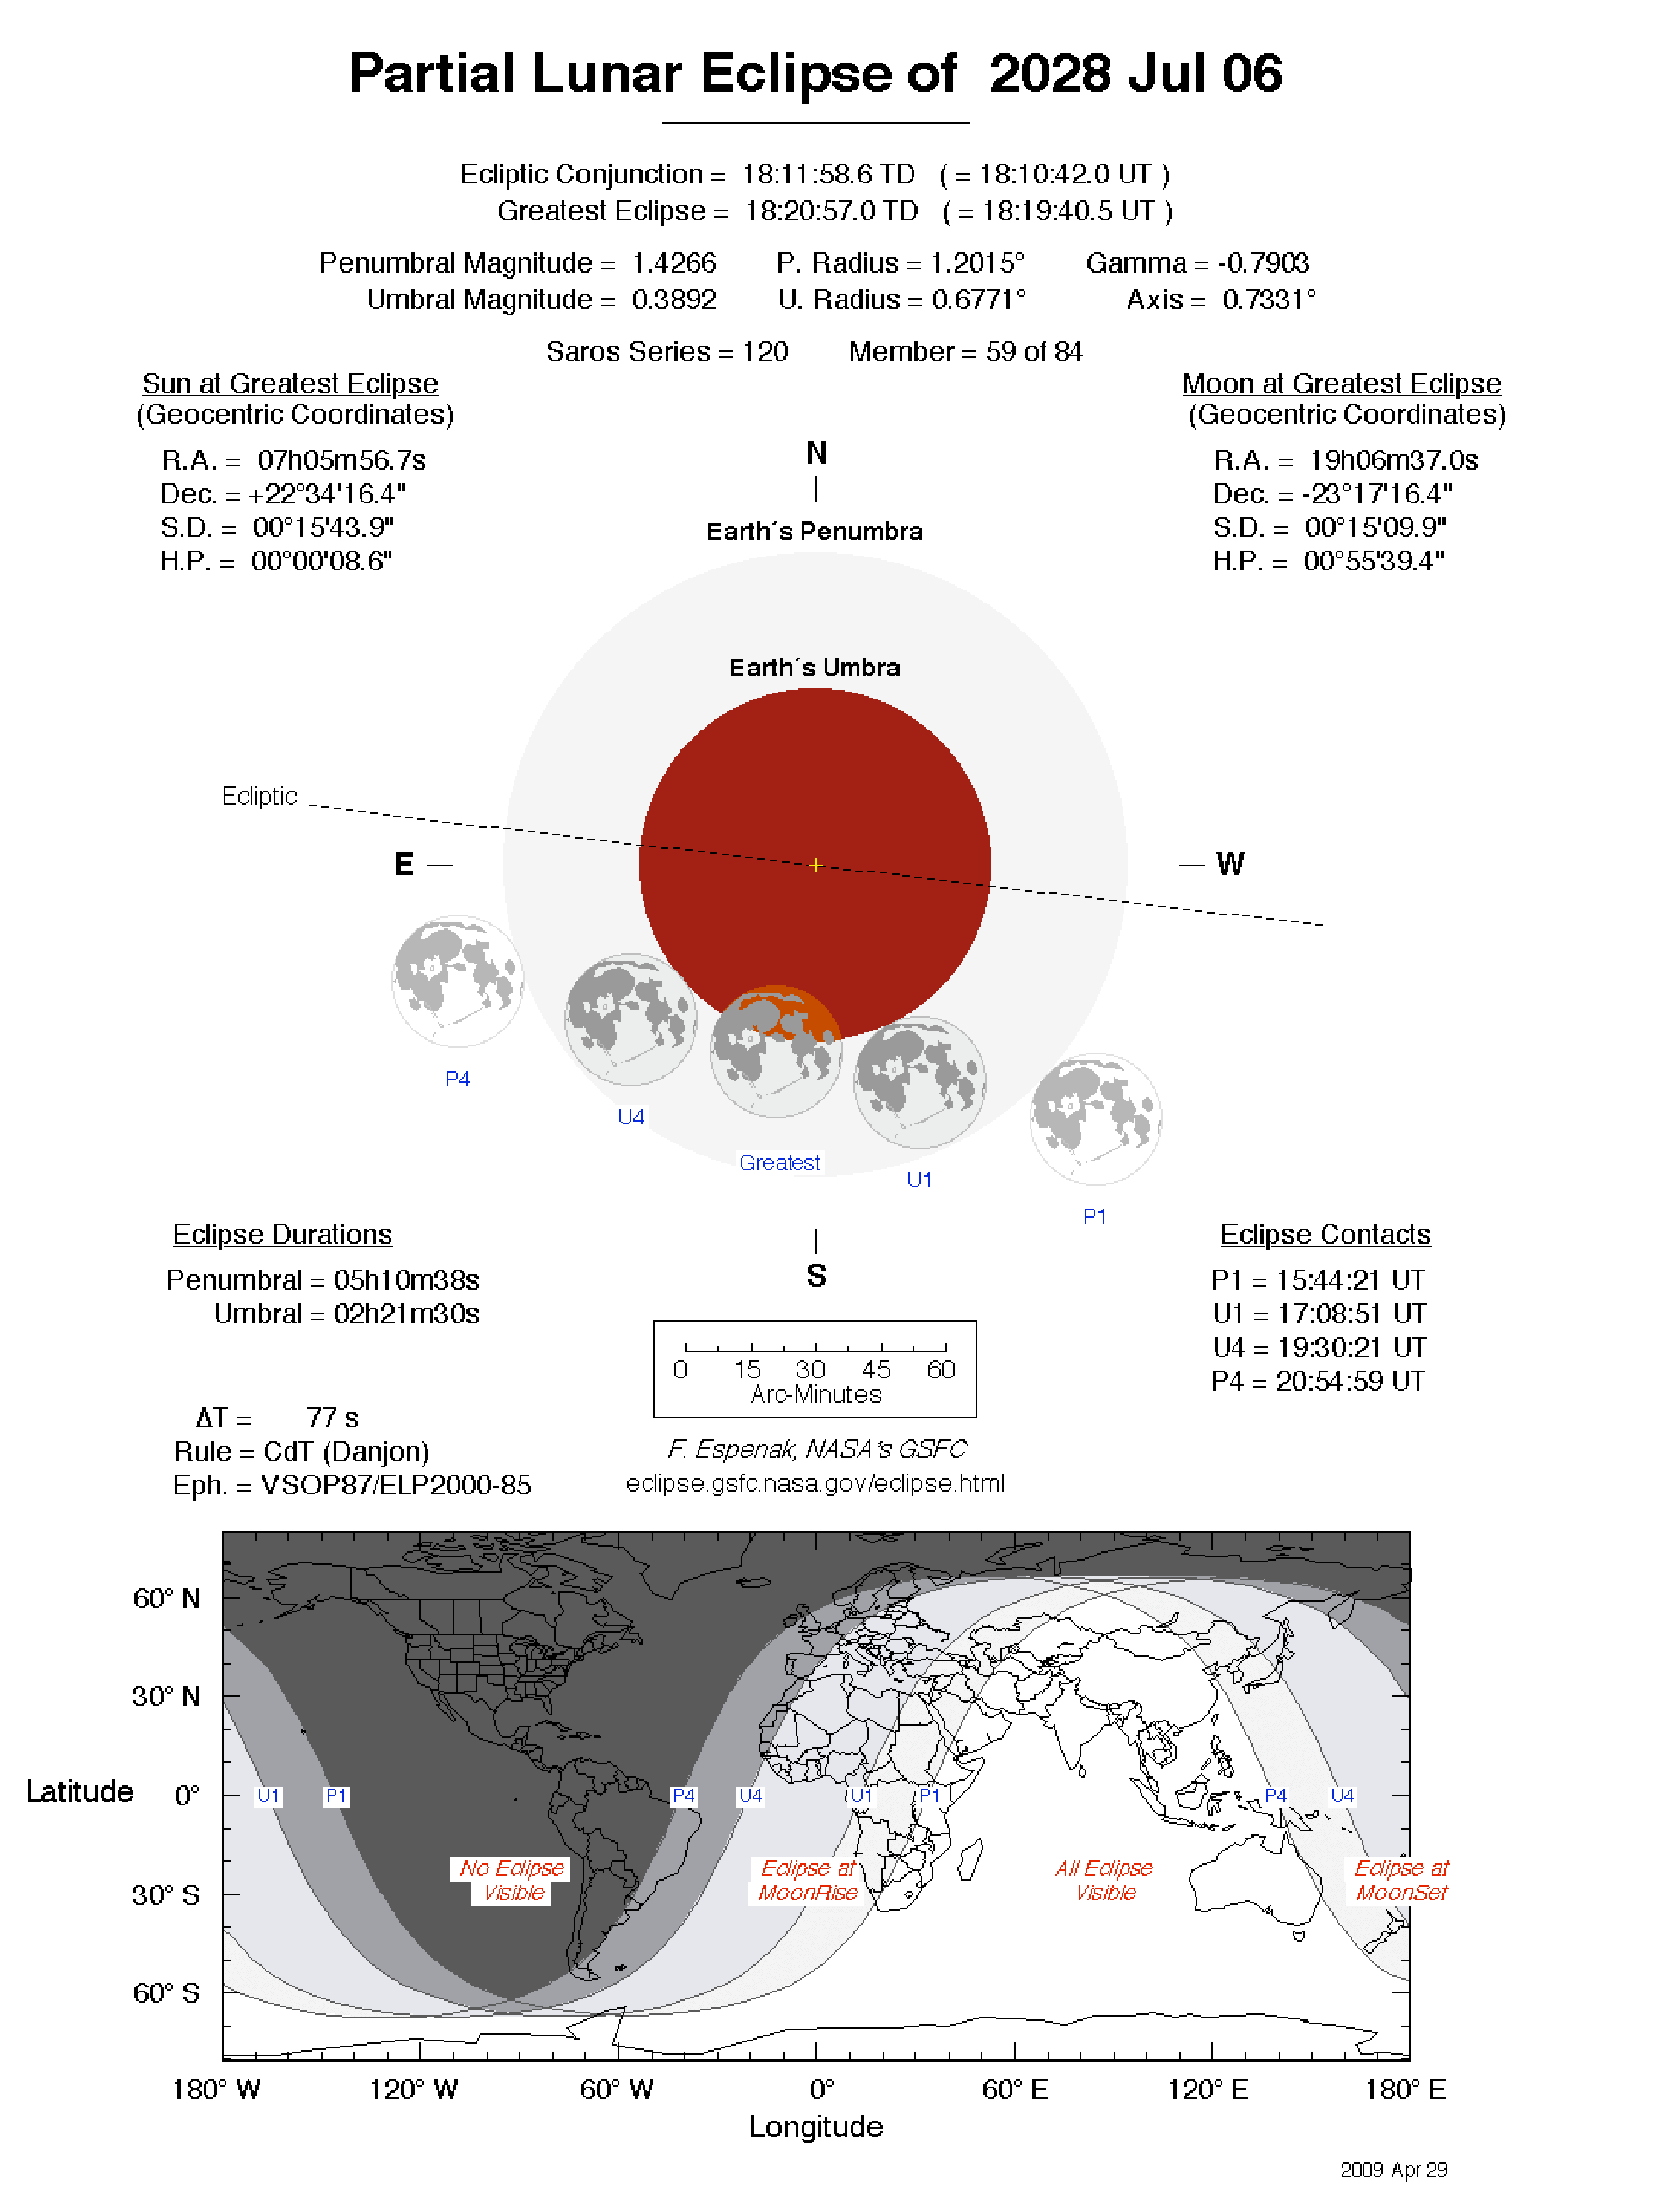 Partial Lunar Eclipse of 2028 Jul 06
Ecliptic Conjunction = 18:11:58.6 TD ( = 18:10:42.0 UT )
Greatest Eclipse = 18:20:57.0 TD ( = 18:19:40.5 UT )
Penumbral Magnitude = 1.4266 P. Radius = 1.2015° Gamma = -0.7903
Umbral Magnitude = 0.3892 U. Radius = 0.6771° Axis = 0.7331°
Saros Series = 120 Member = 59 of 84
Sun at Greatest Eclipse
(Geocentric Coordinates)
R.A. = 07h05m56.7s
Dec. = +22°34'16.4"
S.D. = 00°15'43.9"
H.P. = 00°00'08.6"
Moon at Greatest Eclipse
(Geocentric Coordinates)
R.A. = 19h06m37.0s
Dec. = -23°17'16.4"
S.D. = 00°15'09.9"
H.P. = 00°55'39.4"
N
Earth´s Penumbra
Earth´s Umbra
Ecliptic
E
W
P4
U4
Greatest
U1
P1
S
Eclipse Durations
Penumbral = 05h10m38s
Umbral = 02h21m30s
Eclipse Contacts
P1 = 15:44:21 UT
U1 = 17:08:51 UT
U4 = 19:30:21 UT
P4 = 20:54:59 UT
0 15 30 45 60
Arc-Minutes
ΔT = 77 s
Rule = CdT (Danjon)
Eph. = VSOP87/ELP2000-85
F. Espenak, NASA's GSFC
eclipse.gsfc.nasa.gov/eclipse.html
60° N
30° N
Latitude 0°
30° S
60° S
U1 P1 P4 U4 U1 P1 P4 U4
No Eclipse
Visible
Eclipse at
MoonRise
All Eclipse
Visible
Eclipse at
MoonSet
180° W 120° W 60° W 0° 60° E 120° E 180° E
Longitude
2009 Apr 29